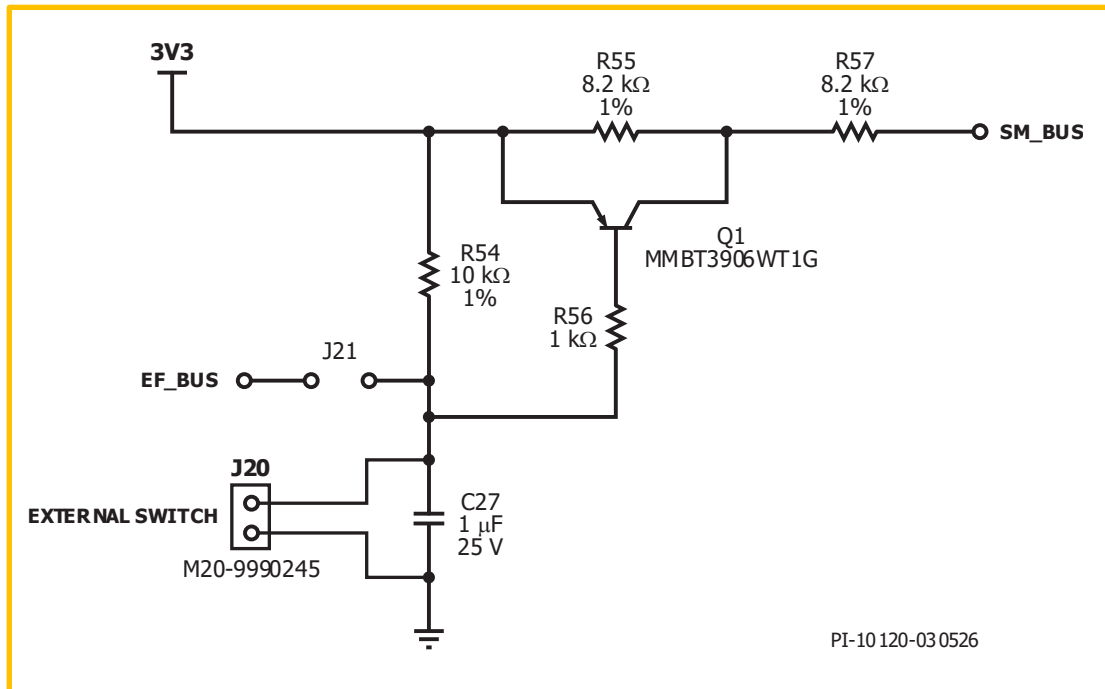 3V3
R55
8.2 kΩ
1%
R57
8.2 kΩ
1%
SM_BUS
Q1
MMBT3906WT1G
R54
10 kΩ
1%
R56
1 kΩ
J21
EF_BUS
J20
EXTERNAL SWITCH
M20-9990245
C27
1 μF
25 V
PI-10120-030526